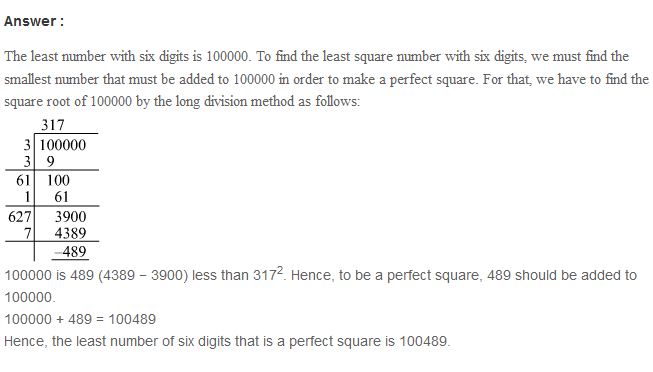 Answer :
The least number with six digits is 100000. To find the least square number with six digits, we must find the
smallest number that must be added to 100000 in order to make a perfect square. For that, we have to find the
square root of 100000 by the long division method as follows:
317
3 100000
3 9
61 100
1 61
627 3900
7 4389
–489
100000 is 489 (4389 − 3900) less than 317². Hence, to be a perfect square, 489 should be added to
100000.
100000 + 489 = 100489
Hence, the least number of six digits that is a perfect square is 100489.